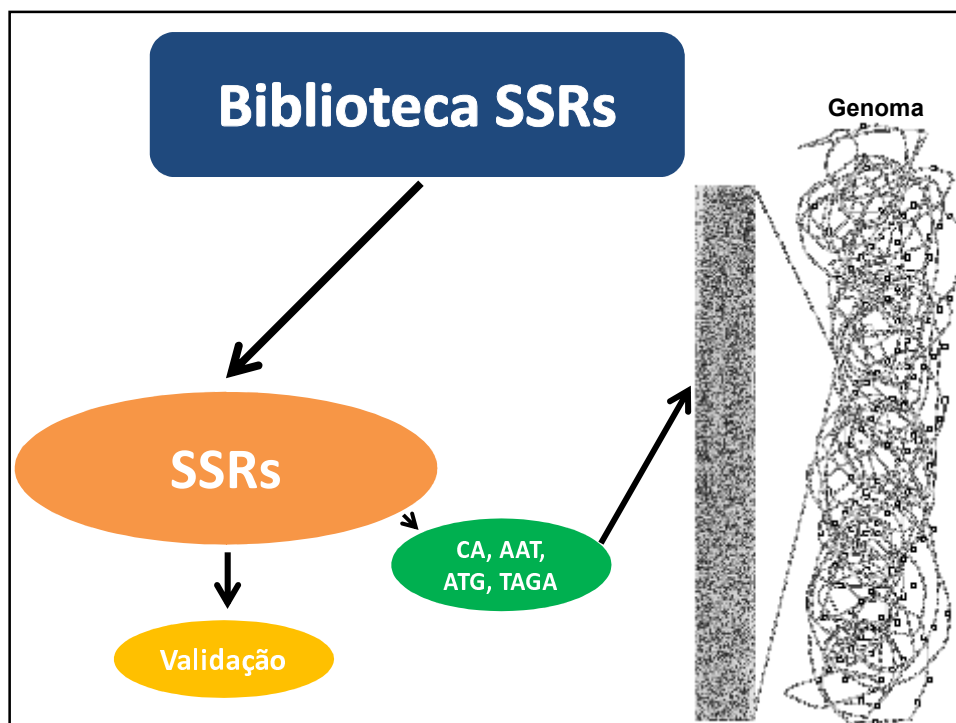 Biblioteca SSRs
Genoma
SSRs
CA, AAT,
ATG, TAGA
Validação